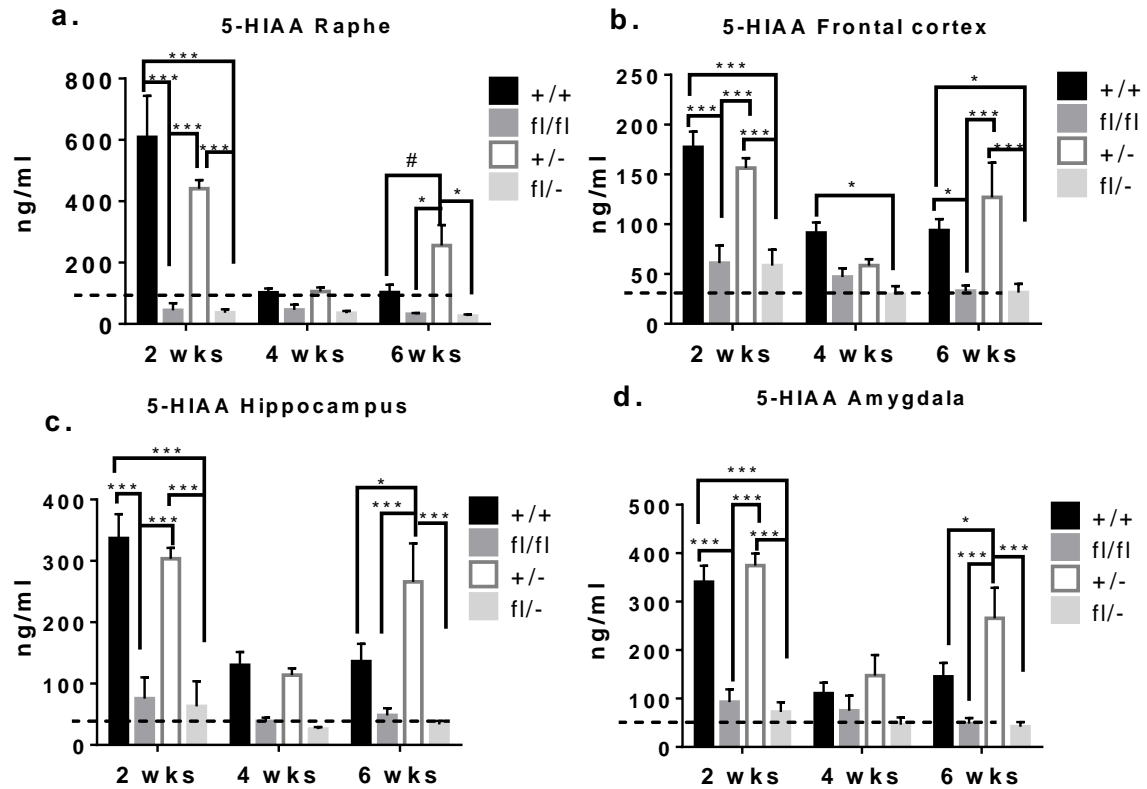 a.
5-HIAA Raphe
ng/ml
800
600
400
200
0
***
***
***
***
#
*
*
2 wks
4 wks
6wks
+/+
fl/fl
+/-
fl/-
b.
5-HIAA Frontal cortex
ng/ml
250
200
150
100
50
0
***
***
***
***
*
*
***
*
***
2 wks
4 wks
6 wks
+/+
fl/fl
+/-
fl/-
c.
5-HIAA Hippocampus
ng/ml
400
300
200
100
0
***
***
***
***
*
***
***
2 wks
4 wks
6 wks
+/+
fl/fl
+/-
fl/-
d.
5-HIAA Amygdala
ng/ml
500
400
300
200
100
0
***
***
***
***
*
***
***
2 wks
4 wks
6 wks
+/+
fl/fl
+/-
fl/-